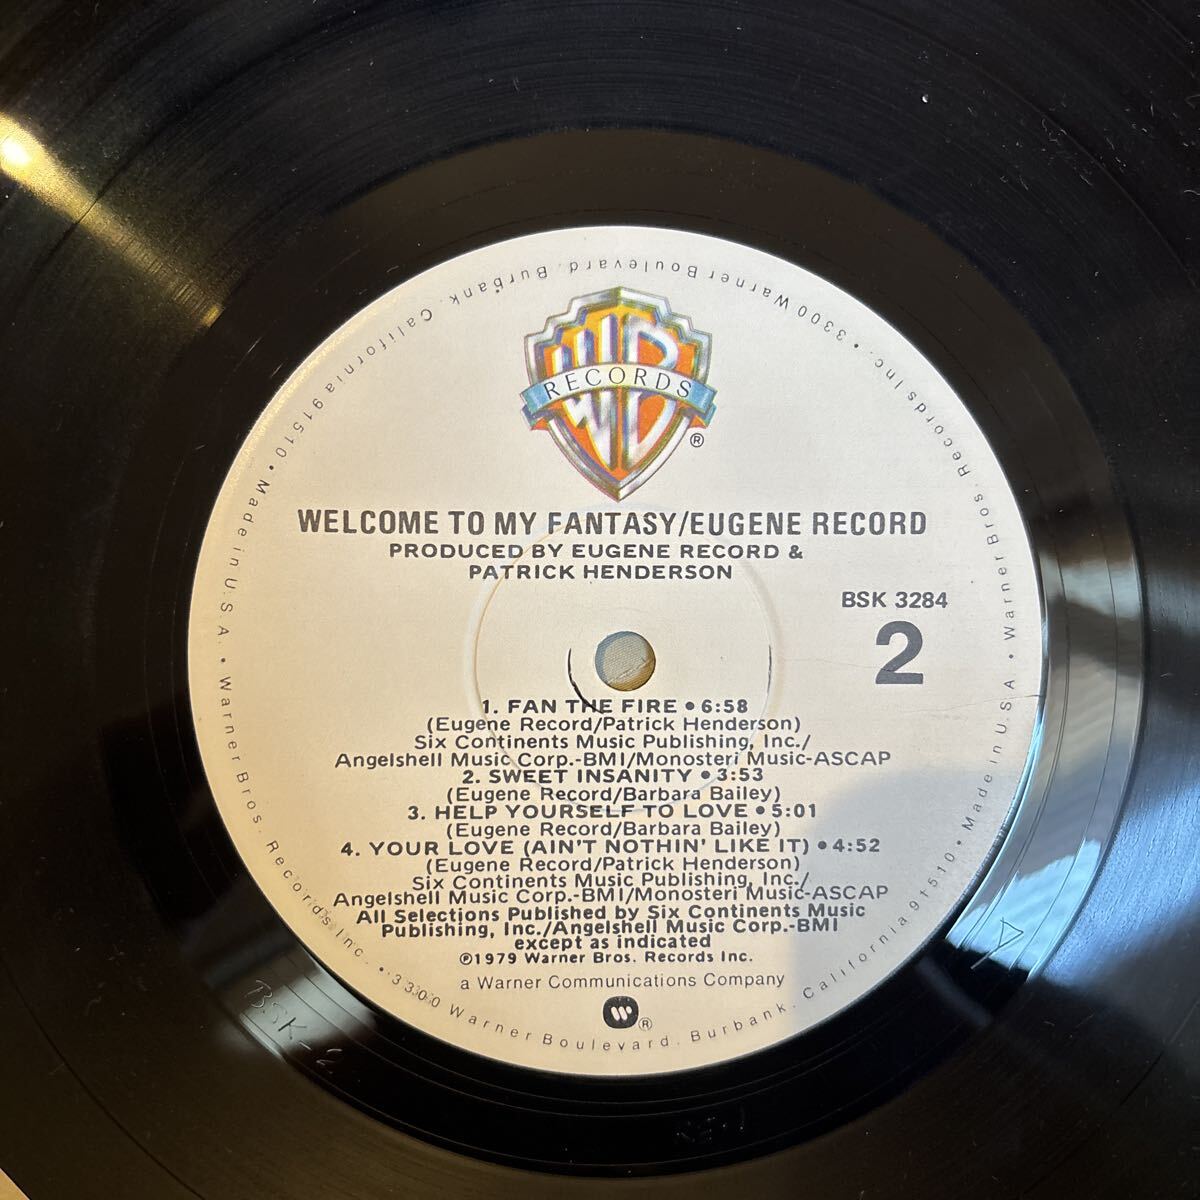 WB
RECORDS
®
WELCOME TO MY FANTASY/EUGENE RECORD
PRODUCED BY EUGENE RECORD &
PATRICK HENDERSON
BSK 3284
2
1. FAN THE FIRE • 6:58
(Eugene Record/Patrick Henderson)
Six Continents Music Publishing, Inc./
Angelshell Music Corp.-BMI/Monosteri Music-ASCAP
2. SWEET INSANITY • 3:53
(Eugene Record/Barbara Bailey)
3. HELP YOURSELF TO LOVE • 5:01
(Eugene Record/Barbara Bailey)
4. YOUR LOVE (AIN'T NOTHIN' LIKE IT) • 4:52
(Eugene Record/Patrick Henderson)
Six Continents Music Publishing, Inc./
Angelshell Music Corp.-BMI/Monosteri Music-ASCAP
All Selections Published by Six Continents Music
Publishing, Inc./Angelshell Music Corp.-BMI
except as indicated
℗1979 Warner Bros. Records Inc.
a Warner Communications Company
®
Warner Bros. Records Inc. • 3300 Warner Boulevard. Burbank. California 91510 • Made in U.S.A. • Warner Bros. Records Inc. • 3300 Warner Boulevard. Burbank. California 91510 • Made in U.S.A •
BSK-2